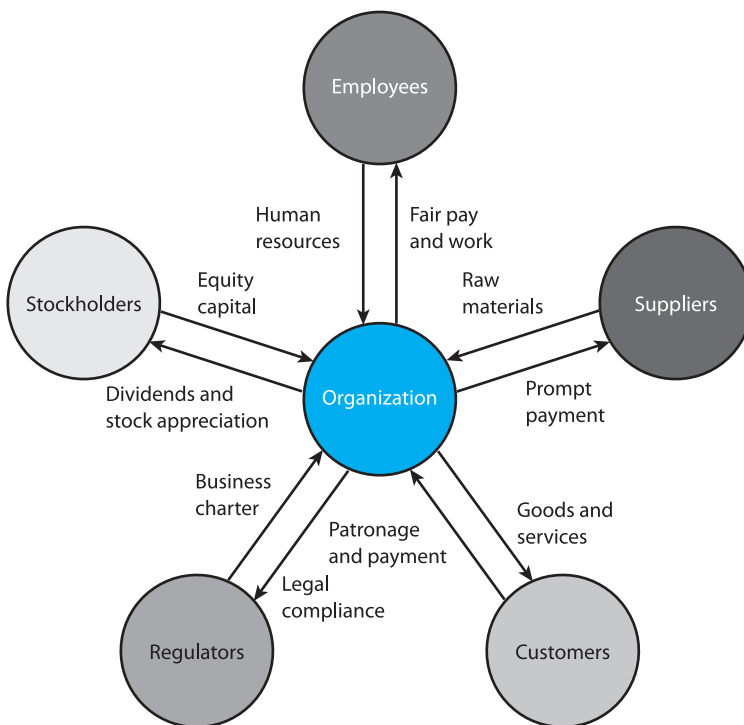 Employees
Human
resources
Fair pay
and work
Equity
capital
Raw
materials
Stockholders
Suppliers
Dividends and
stock appreciation
Organization
Prompt
payment
Business
charter
Goods and
services
Patronage
and payment
Legal
compliance
Regulators
Customers